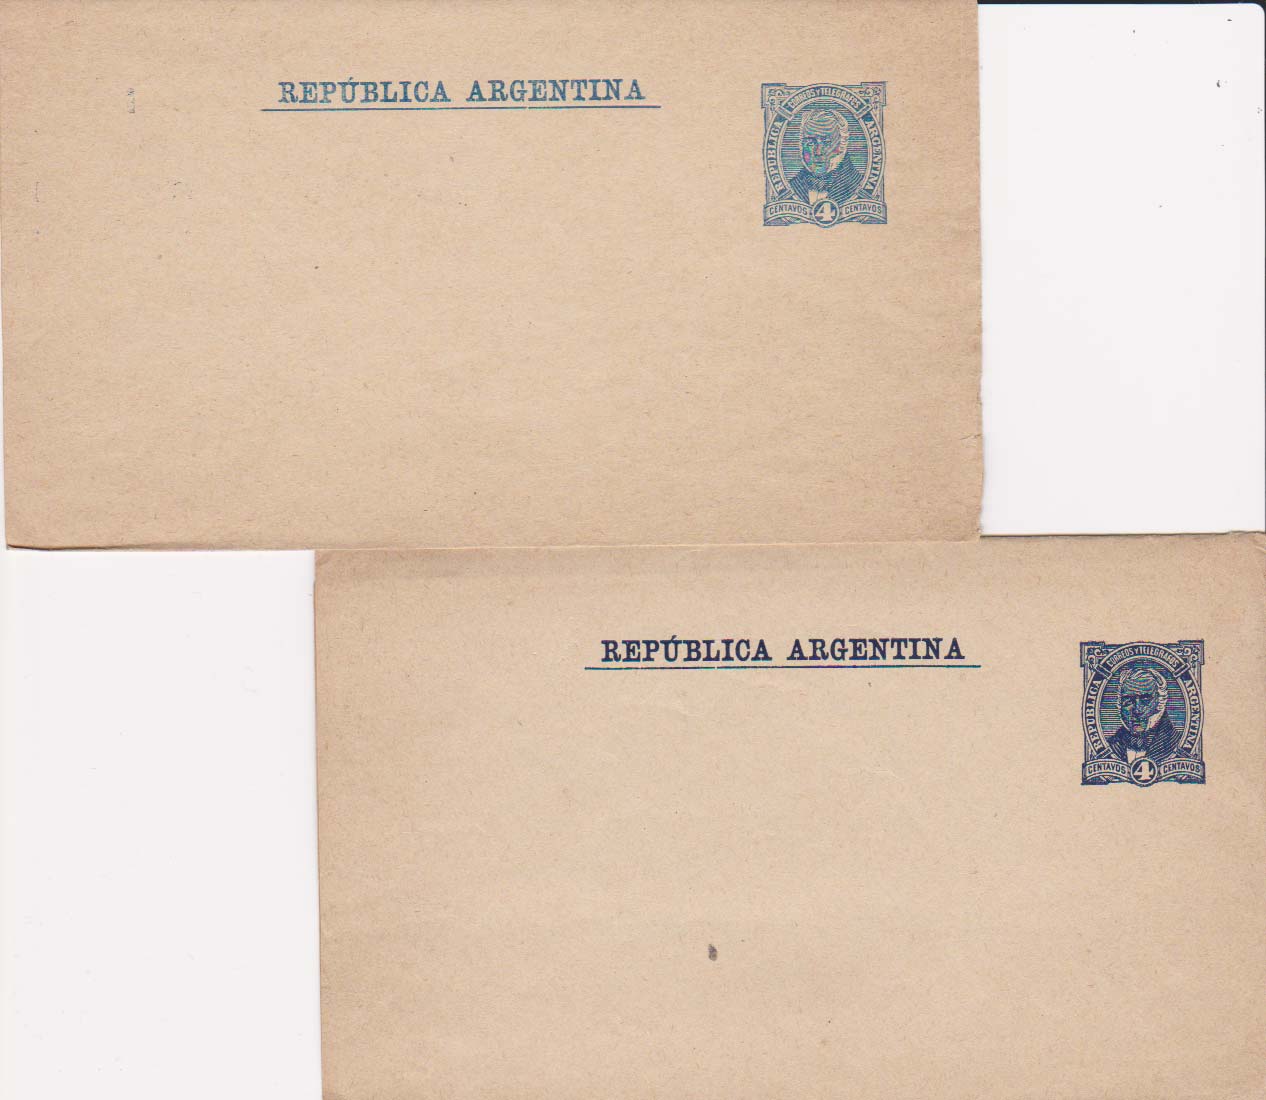 REPÚBLICA ARGENTINA
CORREOS Y TELEGRAFOS
REPUBLICA ARGENTINA
CENTAVOS 4 CENTAVOS
REPÚBLICA ARGENTINA
CORREOS Y TELEGRAFOS
REPUBLICA ARGENTINA
CENTAVOS 4 CENTAVOS